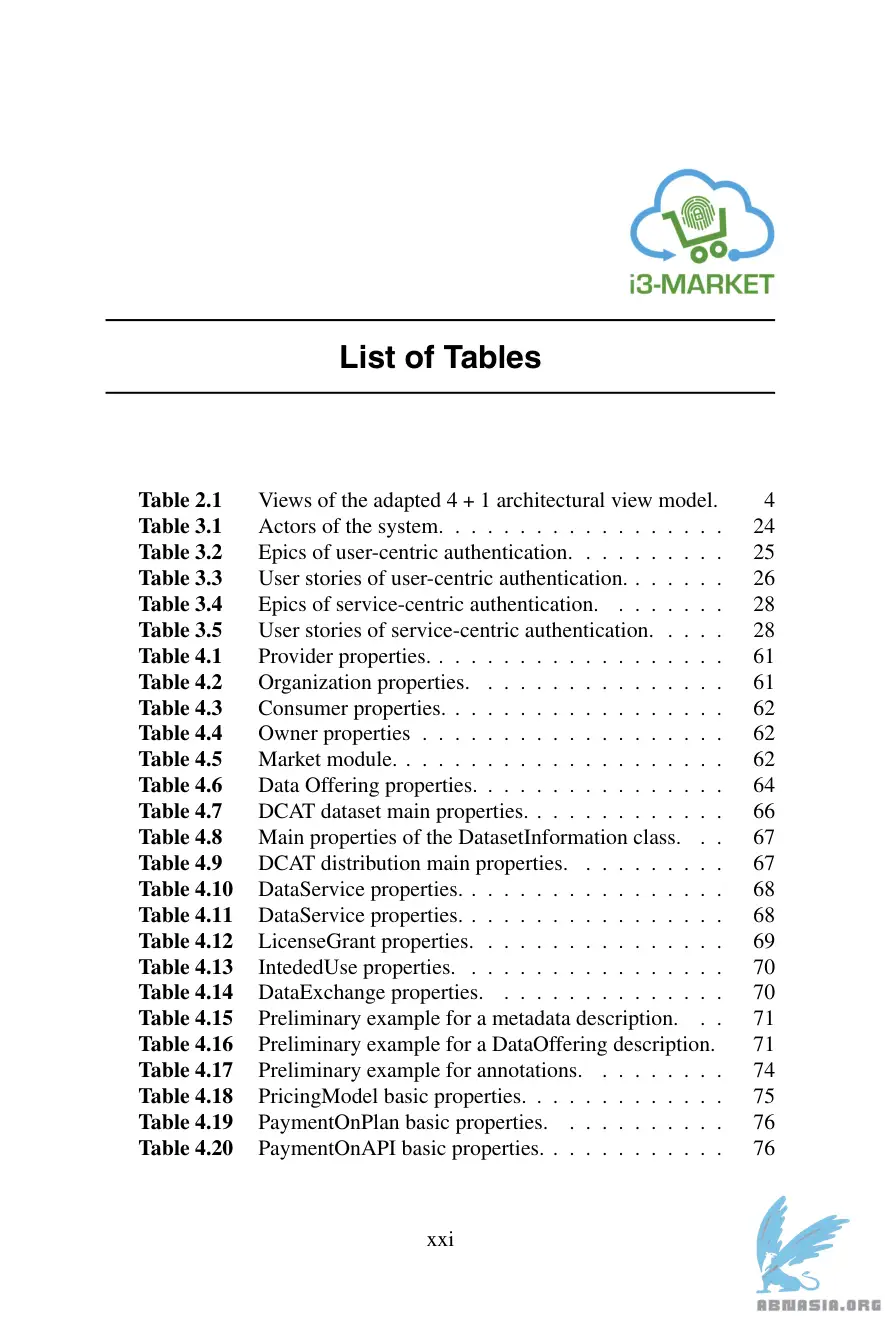 i3-MARKET
List of Tables
Table 2.1 Views of the adapted 4 + 1 architectural view model. 4
Table 3.1 Actors of the system. . . . . . . . . . . . . . . . . . 24
Table 3.2 Epics of user-centric authentication. . . . . . . . . . 25
Table 3.3 User stories of user-centric authentication. . . . . . . 26
Table 3.4 Epics of service-centric authentication. . . . . . . . 28
Table 3.5 User stories of service-centric authentication. . . . . 28
Table 4.1 Provider properties. . . . . . . . . . . . . . . . . . . 61
Table 4.2 Organization properties. . . . . . . . . . . . . . . . 61
Table 4.3 Consumer properties. . . . . . . . . . . . . . . . . . 62
Table 4.4 Owner properties . . . . . . . . . . . . . . . . . . . 62
Table 4.5 Market module. . . . . . . . . . . . . . . . . . . . . 62
Table 4.6 Data Offering properties. . . . . . . . . . . . . . . . 64
Table 4.7 DCAT dataset main properties. . . . . . . . . . . . . 66
Table 4.8 Main properties of the DatasetInformation class. . . 67
Table 4.9 DCAT distribution main properties. . . . . . . . . . 67
Table 4.10 DataService properties. . . . . . . . . . . . . . . . . 68
Table 4.11 DataService properties. . . . . . . . . . . . . . . . . 68
Table 4.12 LicenseGrant properties. . . . . . . . . . . . . . . . 69
Table 4.13 IntededUse properties. . . . . . . . . . . . . . . . . 70
Table 4.14 DataExchange properties. . . . . . . . . . . . . . . 70
Table 4.15 Preliminary example for a metadata description. . . 71
Table 4.16 Preliminary example for a DataOffering description. 71
Table 4.17 Preliminary example for annotations. . . . . . . . . 74
Table 4.18 PricingModel basic properties. . . . . . . . . . . . . 75
Table 4.19 PaymentOnPlan basic properties. . . . . . . . . . . 76
Table 4.20 PaymentOnAPI basic properties. . . . . . . . . . . . 76
xxi
ABNASIA.ORG